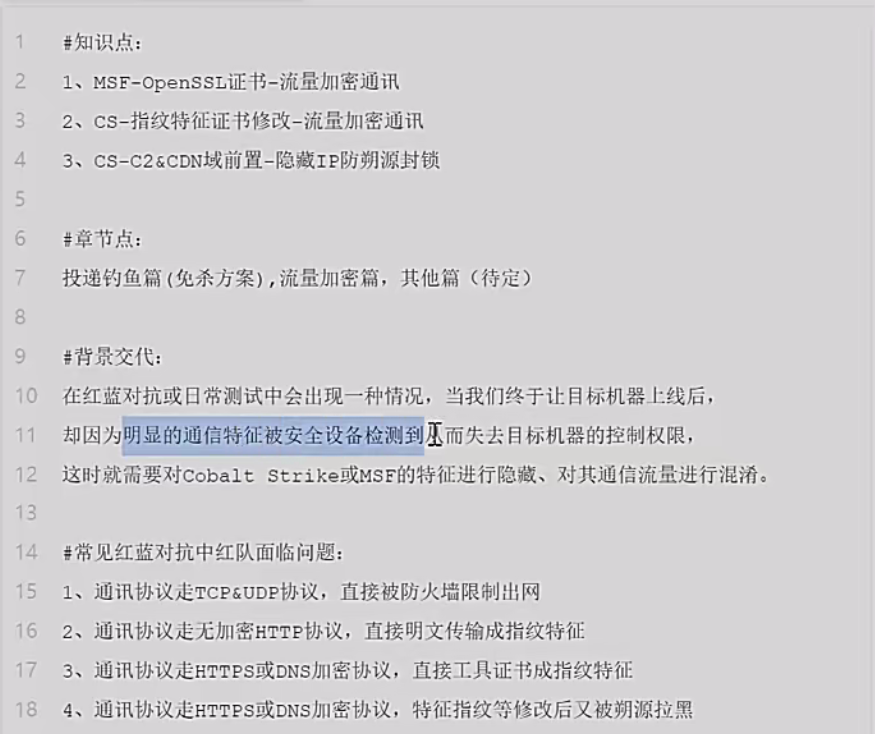 1 #知识点:
2 1、MSF-OpenSSL证书-流量加密通讯
3 2、CS-指纹特征证书修改-流量加密通讯
4 3、CS-C2&CDN域前置-隐藏IP防朔源封锁
5
6 #章节点:
7 投递钓鱼篇(免杀方案),流量加密篇，其他篇（待定）
8
9 #背景交代:
10 在红蓝对抗或日常测试中会出现一种情况，当我们终于让目标机器上线后，
11 却因为明显的通信特征被安全设备检测到从而失去目标机器的控制权限，
12 这时就需要对Cobalt Strike或MSF的特征进行隐藏、对其通信流量进行混淆。
13
14 #常见红蓝对抗中红队面临问题:
15 1、通讯协议走TCP&UDP协议，直接被防火墙限制出网
16 2、通讯协议走无加密HTTP协议，直接明文传输成指纹特征
17 3、通讯协议走HTTPS或DNS加密协议，直接工具证书成指纹特征
18 4、通讯协议走HTTPS或DNS加密协议，特征指纹等修改后又被朔源拉黑